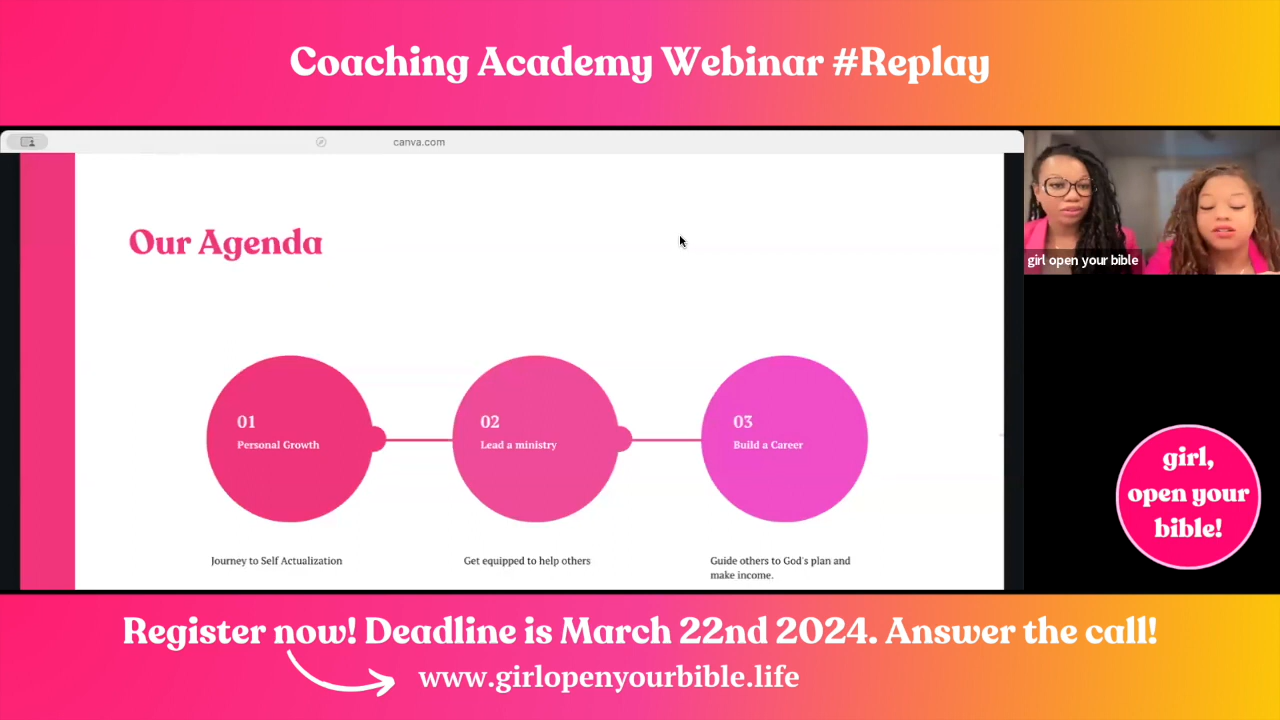 Coaching Academy Webinar #Replay
canva.com
Our Agenda
01
Personal Growth
02
Lead a ministry
03
Build a Career
Journey to Self Actualization
Get equipped to help others
Guide others to God's plan and
make income.
girl open your bible
girl,
open your
bible!
Register now! Deadline is March 22nd 2024. Answer the call!
www.girlopenyourbible.life